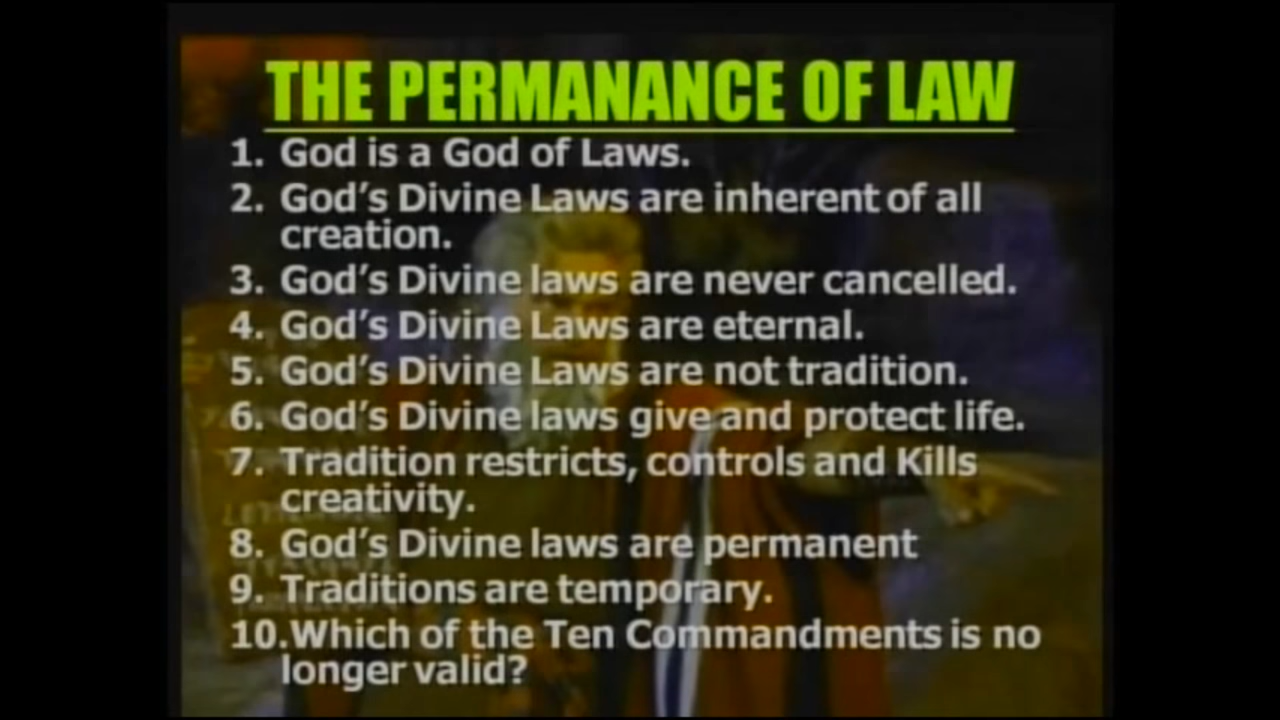 THE PERMANANCE OF LAW
1. God is a God of Laws.
2. God's Divine Laws are inherent of all
creation.
3. God's Divine laws are never cancelled.
4. God's Divine Laws are eternal.
5. God's Divine Laws are not tradition.
6. God's Divine laws give and protect life.
7. Tradition restricts, controls and Kills
creativity.
8. God's Divine laws are permanent
9. Traditions are temporary.
10.Which of the Ten Commandments is no
longer valid?